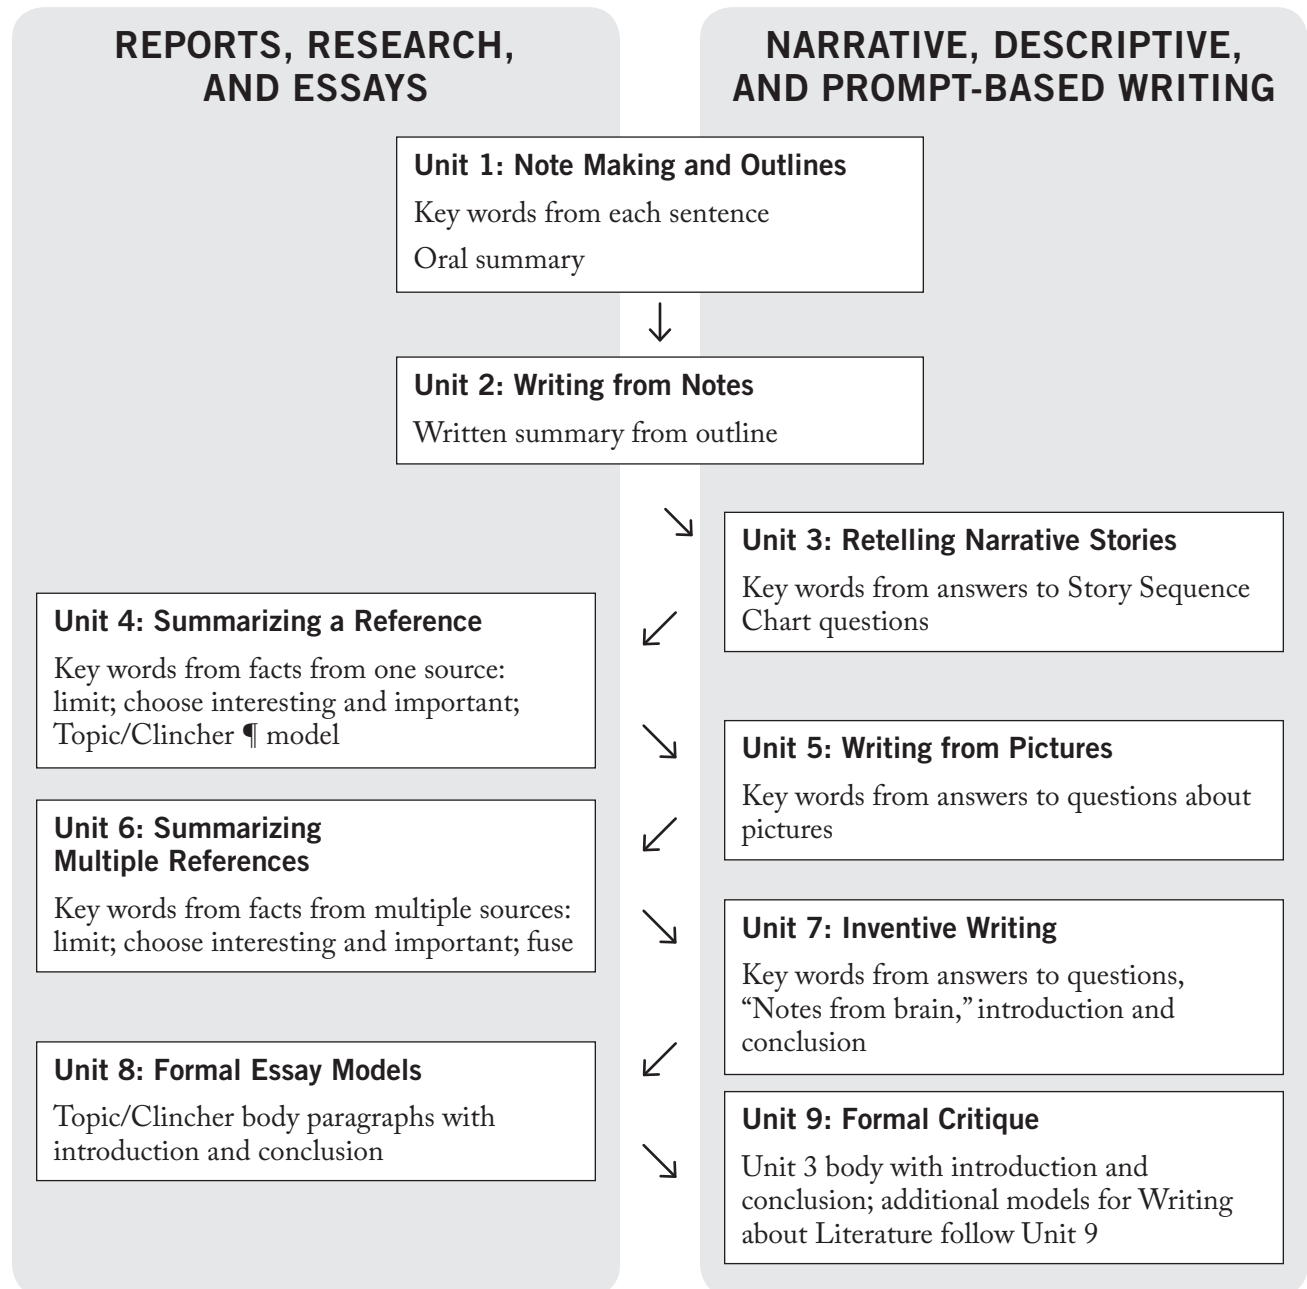 REPORTS, RESEARCH,
AND ESSAYS
NARRATIVE, DESCRIPTIVE,
AND PROMPT-BASED WRITING
Unit 1: Note Making and Outlines
Key words from each sentence
Oral summary
Unit 2: Writing from Notes
Written summary from outline
Unit 3: Retelling Narrative Stories
Key words from answers to Story Sequence
Chart questions
Unit 4: Summarizing a Reference
Key words from facts from one source:
limit; choose interesting and important;
Topic/Clincher ¶ model
Unit 5: Writing from Pictures
Key words from answers to questions about
pictures
Unit 6: Summarizing
Multiple References
Key words from facts from multiple sources:
limit; choose interesting and important; fuse
Unit 7: Inventive Writing
Key words from answers to questions,
“Notes from brain,” introduction and
conclusion
Unit 8: Formal Essay Models
Topic/Clincher body paragraphs with
introduction and conclusion
Unit 9: Formal Critique
Unit 3 body with introduction and
conclusion; additional models for Writing
about Literature follow Unit 9